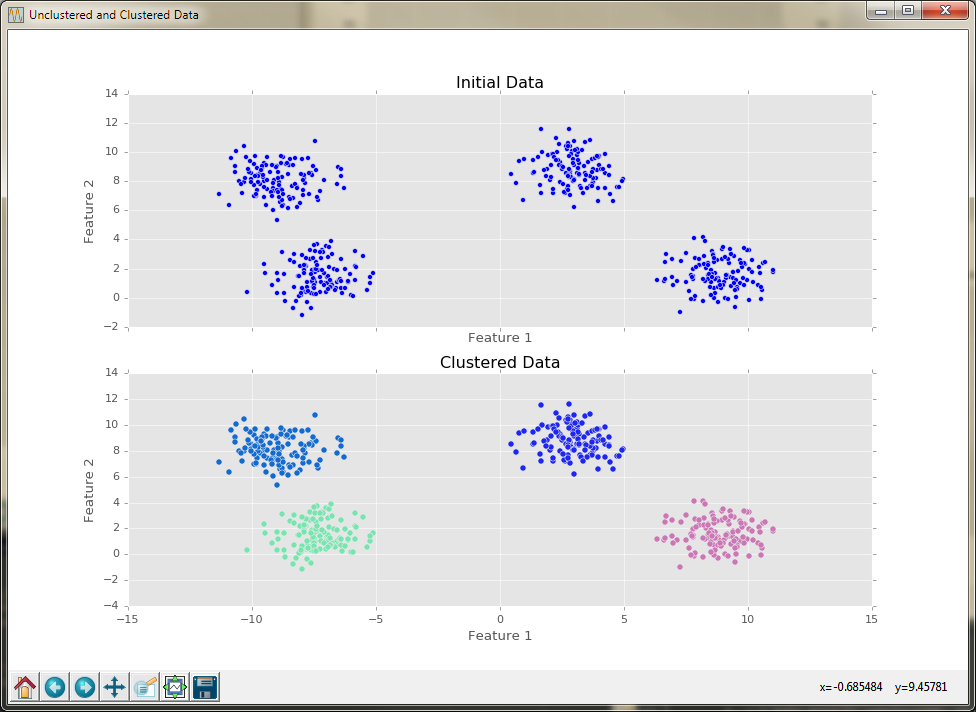 Unclustered and Clustered Data
Initial Data
14
12
10
8
6
4
2
0
−2
Feature 2
Feature 1
Clustered Data
14
12
10
8
6
4
2
0
−2
−4
Feature 2
−15 −10 −5 0 5 10 15
Feature 1
x=-0.685484 y=9.45781